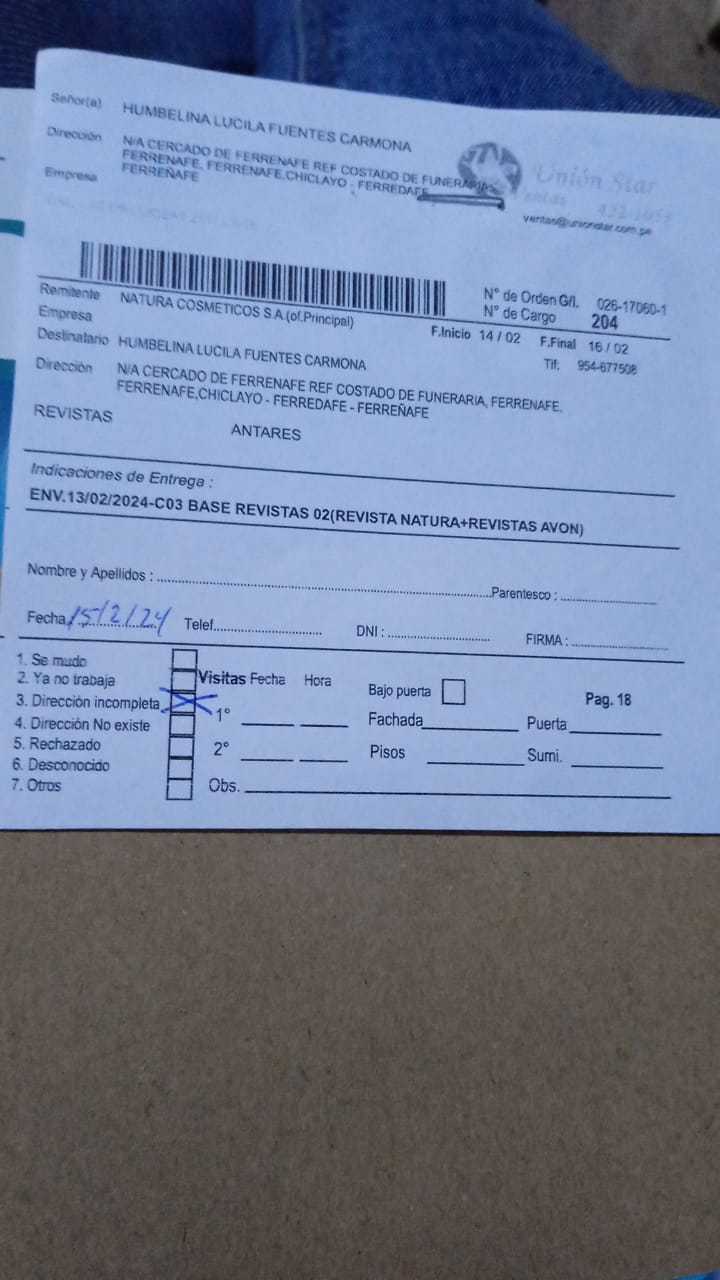 Señor(a) HUMBELINA LUCILA FUENTES CARMONA
Dirección N/A CERCADO DE FERRENAFE REF COSTADO DE FUNERARIA,
FERRENAFE, FERRENAFE,CHICLAYO - FERREDAFE
Empresa FERREÑAFE
Unión Star
ventas@unionstar.com.pe
Remitente NATURA COSMETICOS S.A.(of.Principal)
N° de Orden G/I. 026-17060-1
Empresa
N° de Cargo 204
F.Inicio 14 / 02 F.Final 16 / 02
Destinatario HUMBELINA LUCILA FUENTES CARMONA
Tlf: 954-677508
Dirección N/A CERCADO DE FERRENAFE REF COSTADO DE FUNERARIA, FERRENAFE,
FERRENAFE,CHICLAYO - FERREDAFE - FERREÑAFE
REVISTAS ANTARES
Indicaciones de Entrega :
ENV.13/02/2024-C03 BASE REVISTAS 02(REVISTA NATURA+REVISTAS AVON)
Nombre y Apellidos : Parentesco :
Fecha 15/2/24 Telef. DNI : FIRMA :
1. Se mudo
2. Ya no trabaja Visitas Fecha Hora Bajo puerta Pag. 18
3. Dirección incompleta 1° Fachada Puerta
4. Dirección No existe
5. Rechazado 2° Pisos Sumi.
6. Desconocido
7. Otros Obs.